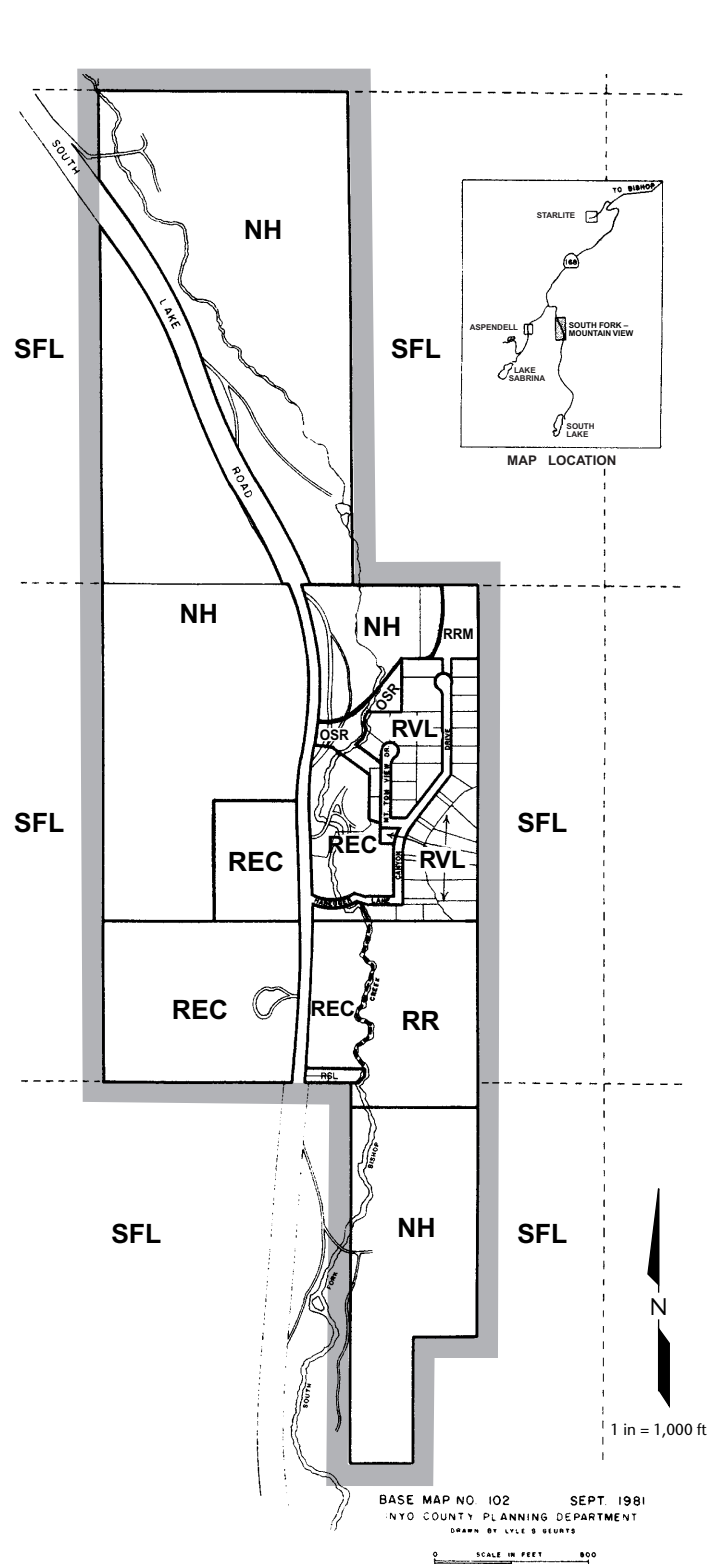 SOUTH
NH
TO BISHOP
STARLITE
168
LAKE
SFL
SFL
ASPENDELL
SOUTH FORK –
MOUNTAIN VIEW
LAKE
SABRINA
SOUTH
LAKE
MAP LOCATION
ROAD
NH
NH
RRM
OSR
OSR
RVL
DRIVE
MT. TOM VIEW DR.
SFL
SFL
REC
REC
RVL
CANYON
LAKE
REC
REC
CREEK
RR
RSL
BISHOP
SFL
NH
SFL
FORK
SOUTH
N
1 in = 1,000 ft
BASE MAP NO. 102 SEPT. 1981
INYO COUNTY PLANNING DEPARTMENT
DRAWN BY LYLE S GEURTS
0 SCALE IN FEET 800